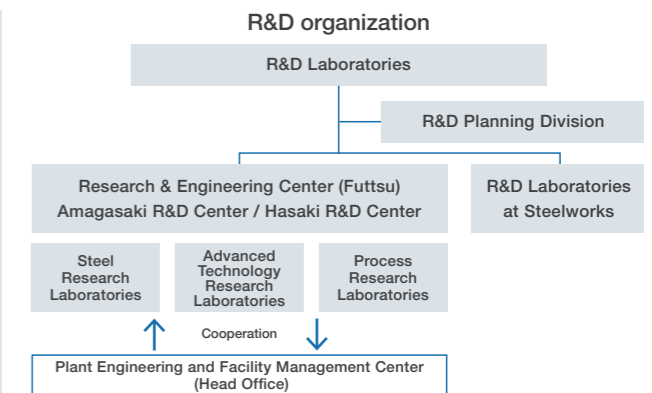 R&D organization
R&D Laboratories
R&D Planning Division
Research & Engineering Center (Futtsu)
Amagasaki R&D Center / Hasaki R&D Center
R&D Laboratories
at Steelworks
Steel
Research
Laboratories
Advanced
Technology
Research
Laboratories
Process
Research
Laboratories
Cooperation
Plant Engineering and Facility Management Center
(Head Office)